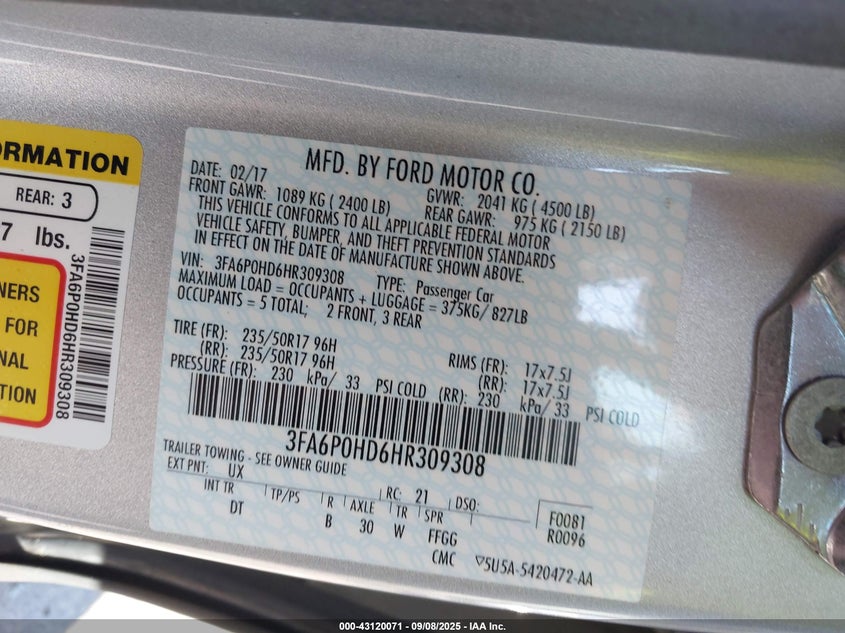 ORMATION
REAR: 3
7 lbs.
NERS
FOR
NAL
TION
3FA6P0HD6HR309308
MFD. BY FORD MOTOR CO.
DATE: 02/17 GVWR: 2041 KG ( 4500 LB)
FRONT GAWR: 1089 KG ( 2400 LB) REAR GAWR: 975 KG ( 2150 LB)
THIS VEHICLE CONFORMS TO ALL APPLICABLE FEDERAL MOTOR
VEHICLE SAFETY, BUMPER, AND THEFT PREVENTION STANDARDS
IN EFFECT ON THE DATE OF MANUFACTURE SHOWN ABOVE.
VIN: 3FA6P0HD6HR309308 TYPE: Passenger Car
MAXIMUM LOAD = OCCUPANTS + LUGGAGE = 375KG/ 827LB
OCCUPANTS = 5 TOTAL; 2 FRONT, 3 REAR
TIRE (FR): 235/50R17 96H RIMS (FR): 17x7.5J
(RR): 235/50R17 96H (RR): 17x7.5J
PRESSURE (FR): 230 kPa/ 33 PSI COLD (RR): 230 kPa/ 33 PSI COLD
3FA6P0HD6HR309308
TRAILER TOWING - SEE OWNER GUIDE
EXT PNT: UX RC: 21 DSO: F0081
INT TR TP/PS R AXLE TR SPR R0096
DT B 30 W FFGG
CMC ▽5U5A-5420472-AA
000-43120071 - 09/08/2025 - IAA Inc.